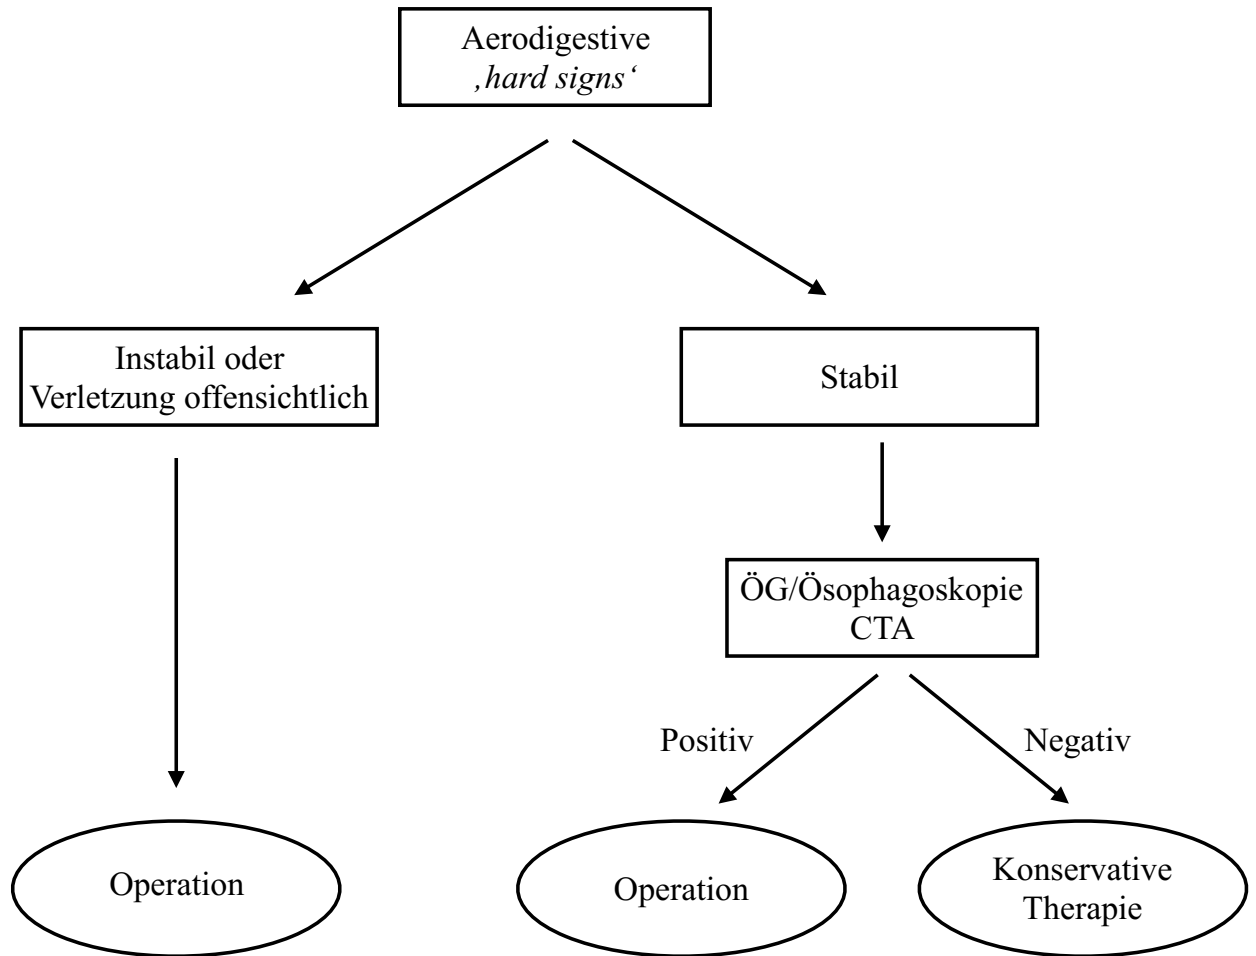 Aerodigestive
‚hard signs‘
Instabil oder
Verletzung offensichtlich
Stabil
ÖG/Ösophagoskopie
CTA
Positiv
Negativ
Operation
Operation
Konservative
Therapie